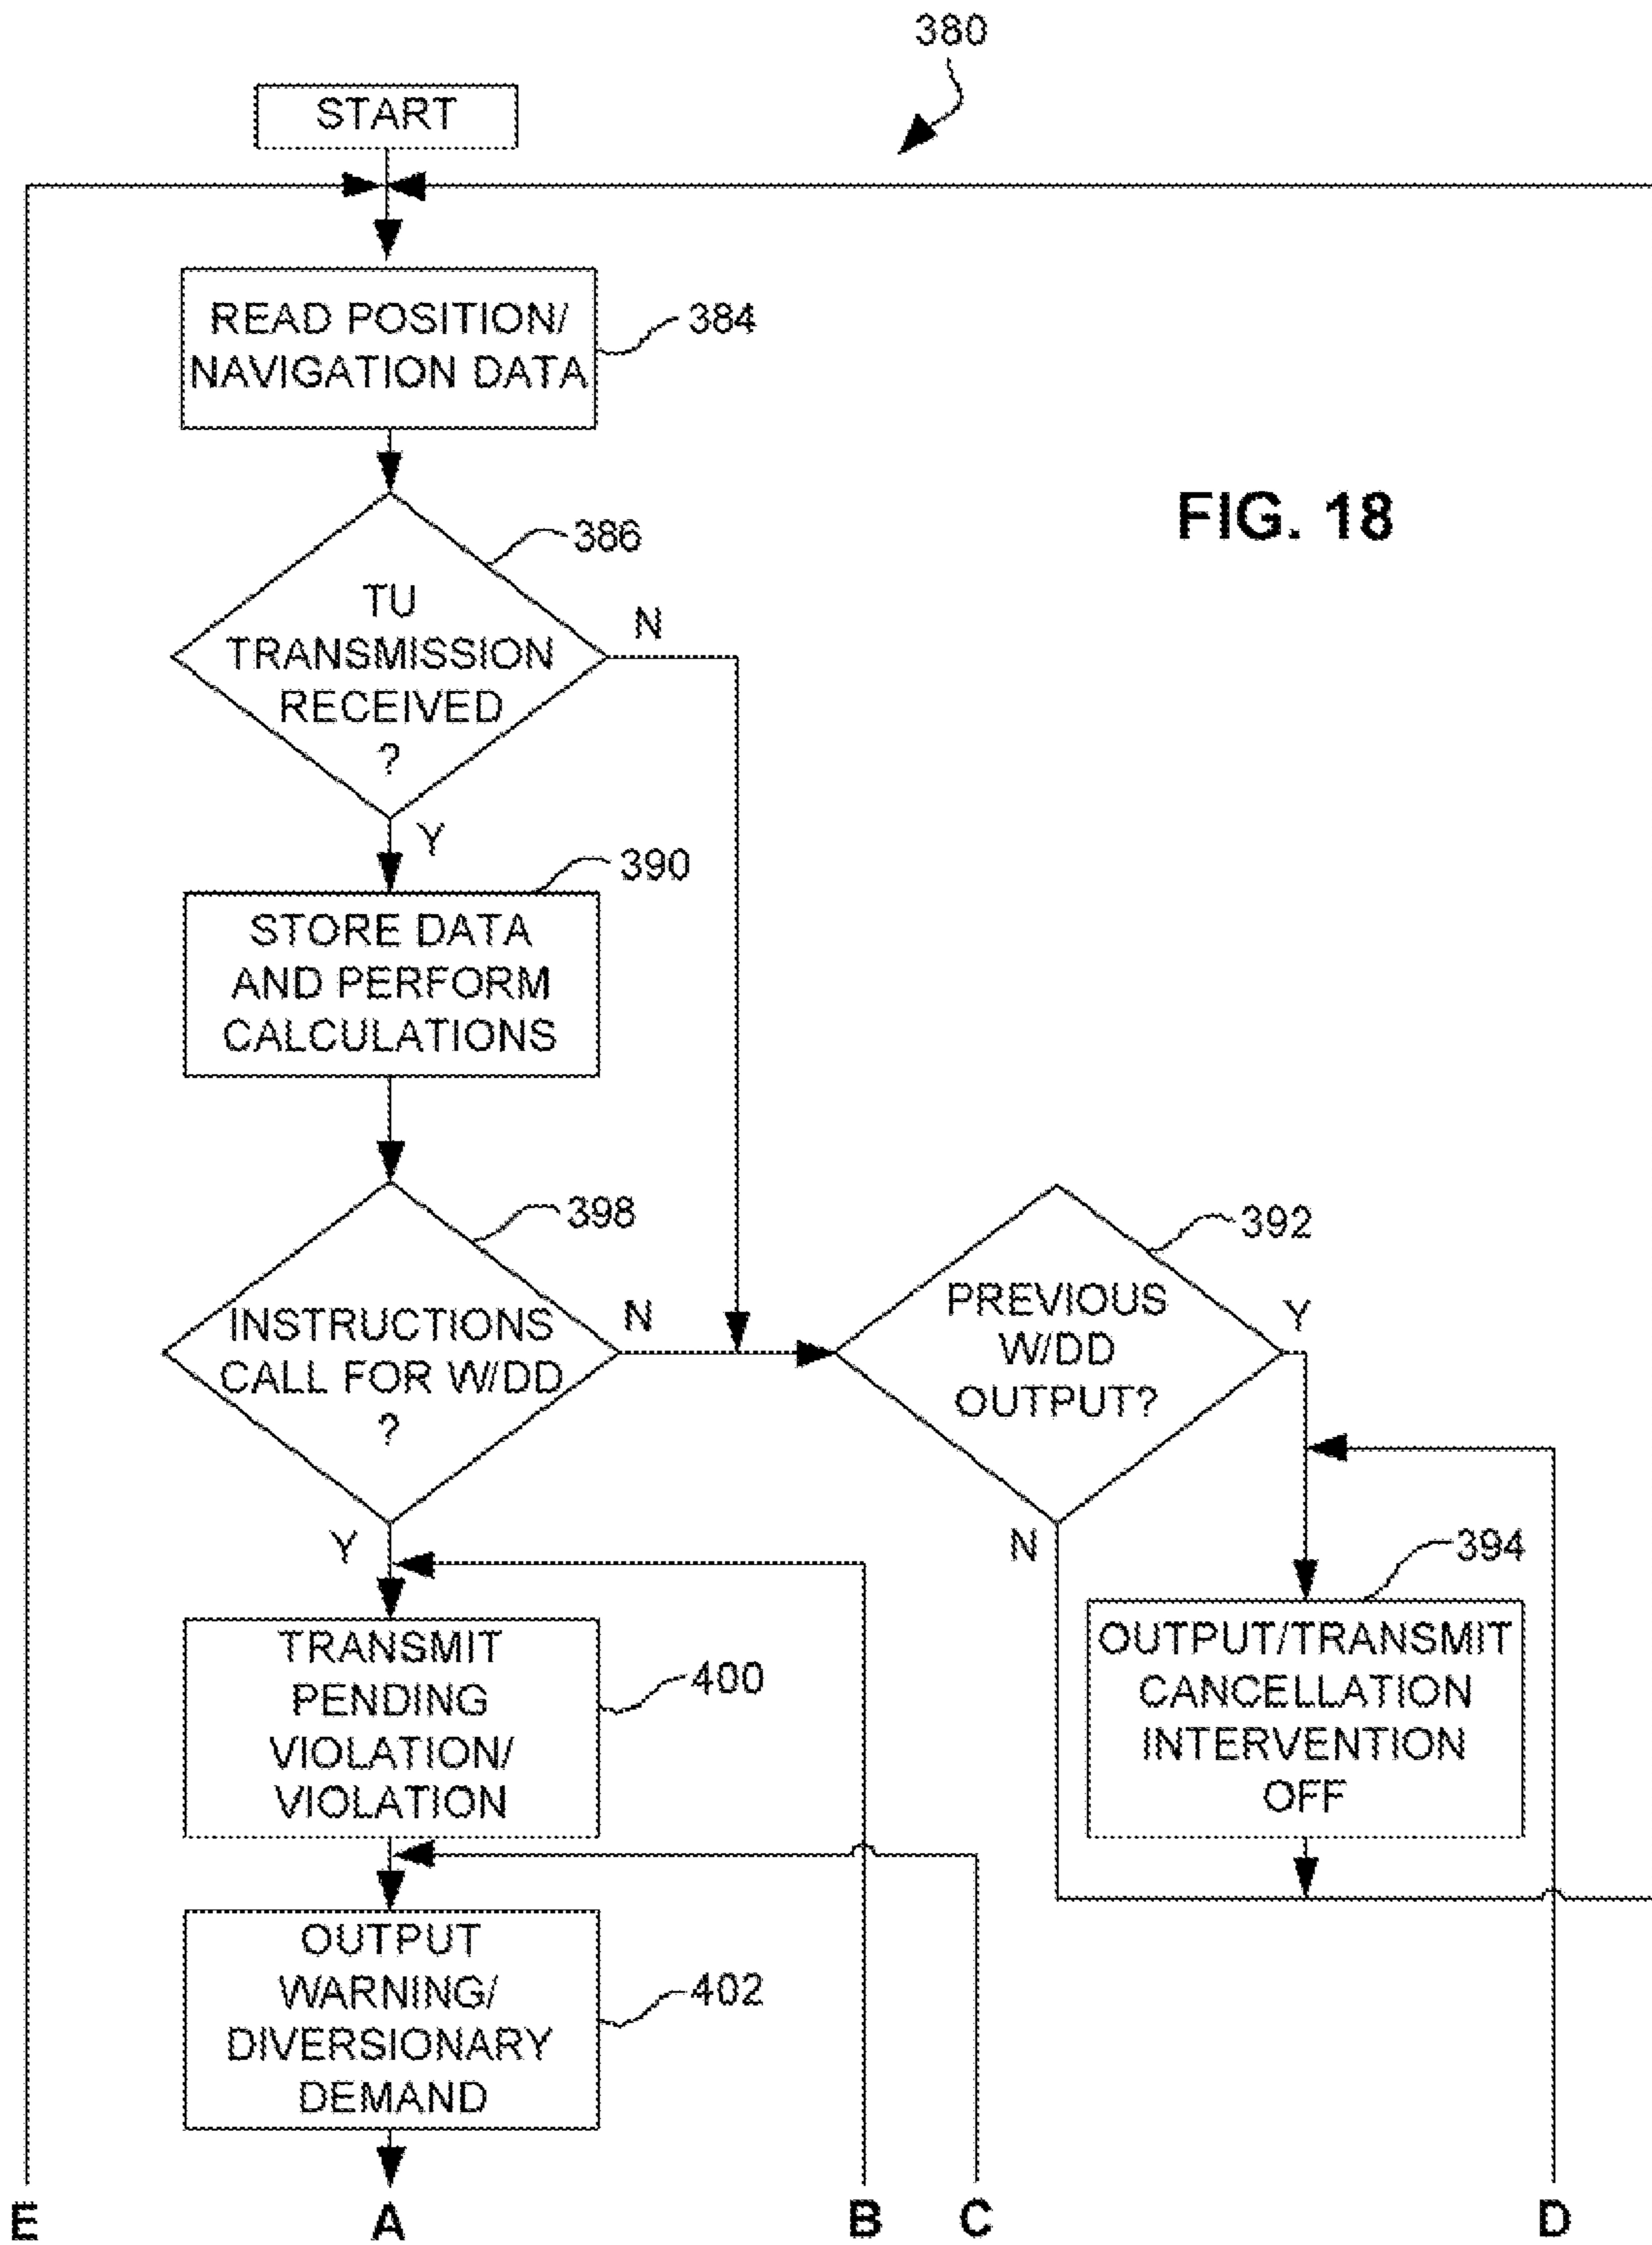 380
START
READ POSITION/
NAVIGATION DATA
384
FIG. 18
386
TU
TRANSMISSION
RECEIVED
?
N
Y
390
STORE DATA
AND PERFORM
CALCULATIONS
398
INSTRUCTIONS
CALL FOR W/DD
?
N
Y
392
PREVIOUS
W/DD
OUTPUT?
Y
N
394
OUTPUT/TRANSMIT
CANCELLATION
INTERVENTION
OFF
TRANSMIT
PENDING
VIOLATION/
VIOLATION
400
OUTPUT
WARNING/
DIVERSIONARY
DEMAND
402
E
A
B
C
D